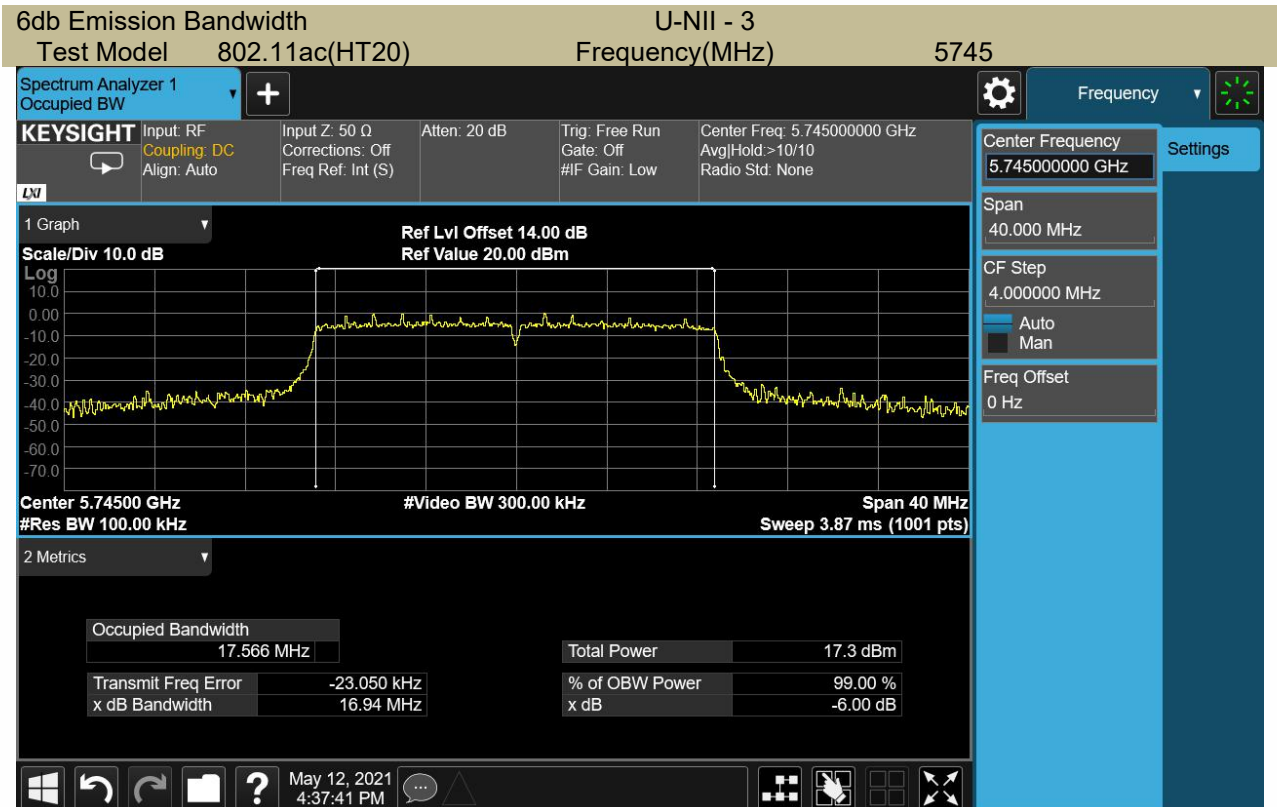 6db Emission Bandwidth U-NII - 3
Test Model 802.11ac(HT20) Frequency(MHz) 5745
Spectrum Analyzer 1
Occupied BW
Frequency
KEYSIGHT
LXI
Input: RF
Coupling: DC
Align: Auto
Input Z: 50 Ω
Corrections: Off
Freq Ref: Int (S)
Atten: 20 dB
Trig: Free Run
Gate: Off
#IF Gain: Low
Center Freq: 5.745000000 GHz
Avg|Hold:>10/10
Radio Std: None
Center Frequency
5.745000000 GHz
Settings
Span
40.000 MHz
CF Step
4.000000 MHz
Auto
Man
Freq Offset
0 Hz
1 Graph
Scale/Div 10.0 dB
Ref Lvl Offset 14.00 dB
Ref Value 20.00 dBm
Log
10.0
0.00
-10.0
-20.0
-30.0
-40.0
-50.0
-60.0
-70.0
Center 5.74500 GHz #Video BW 300.00 kHz Span 40 MHz
#Res BW 100.00 kHz Sweep 3.87 ms (1001 pts)
2 Metrics
Occupied Bandwidth
17.566 MHz
Total Power 17.3 dBm
Transmit Freq Error -23.050 kHz
% of OBW Power 99.00 %
x dB Bandwidth 16.94 MHz
x dB -6.00 dB
?
May 12, 2021
4:37:41 PM